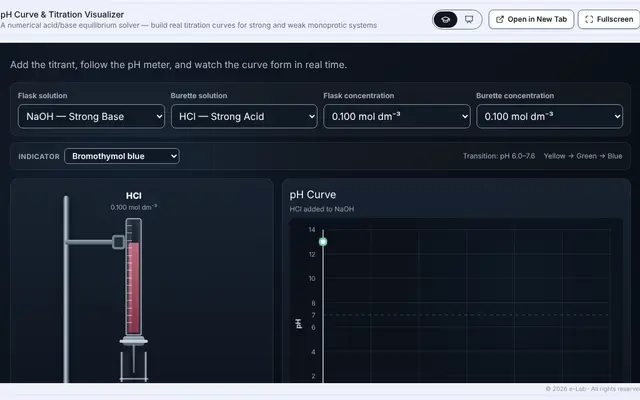 pH Curve & Titration Visualizer
A numerical acid/base equilibrium solver — build real titration curves for strong and weak monoprotic systems
Open in New Tab
Fullscreen
Add the titrant, follow the pH meter, and watch the curve form in real time.
Flask solution
Burette solution
Flask concentration
Burette concentration
NaOH — Strong Base
HCl — Strong Acid
0.100 mol dm⁻³
0.100 mol dm⁻³
INDICATOR
Bromothymol blue
Transition: pH 6.0–7.6 Yellow → Green → Blue
HCl
0.100 mol dm⁻³
pH Curve
HCl added to NaOH
14
12
10
8
7
6
4
2
pH
© 2026 e-Lab · All rights reserve